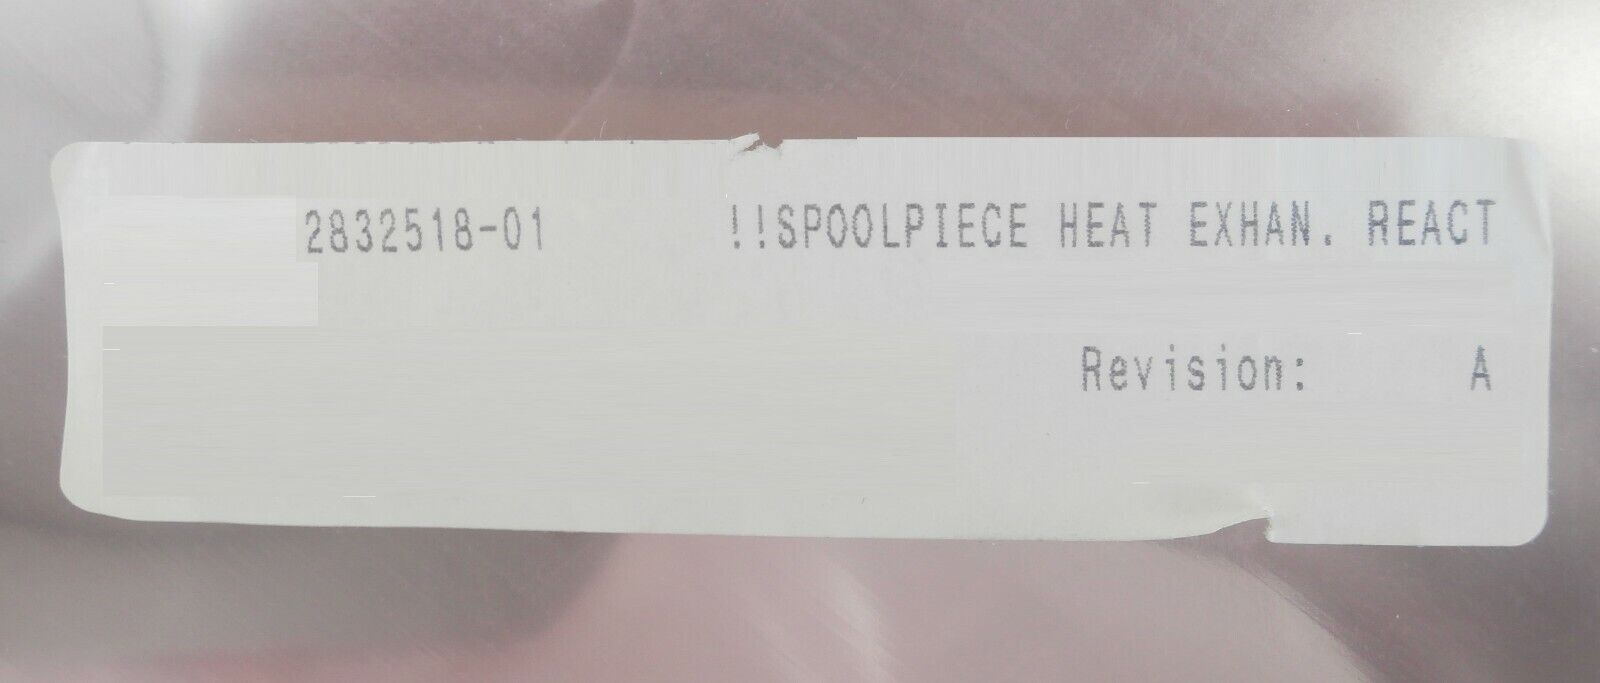 2832518-01 !!SPOOLPIECE HEAT EXHAN. REACT
Revision: A